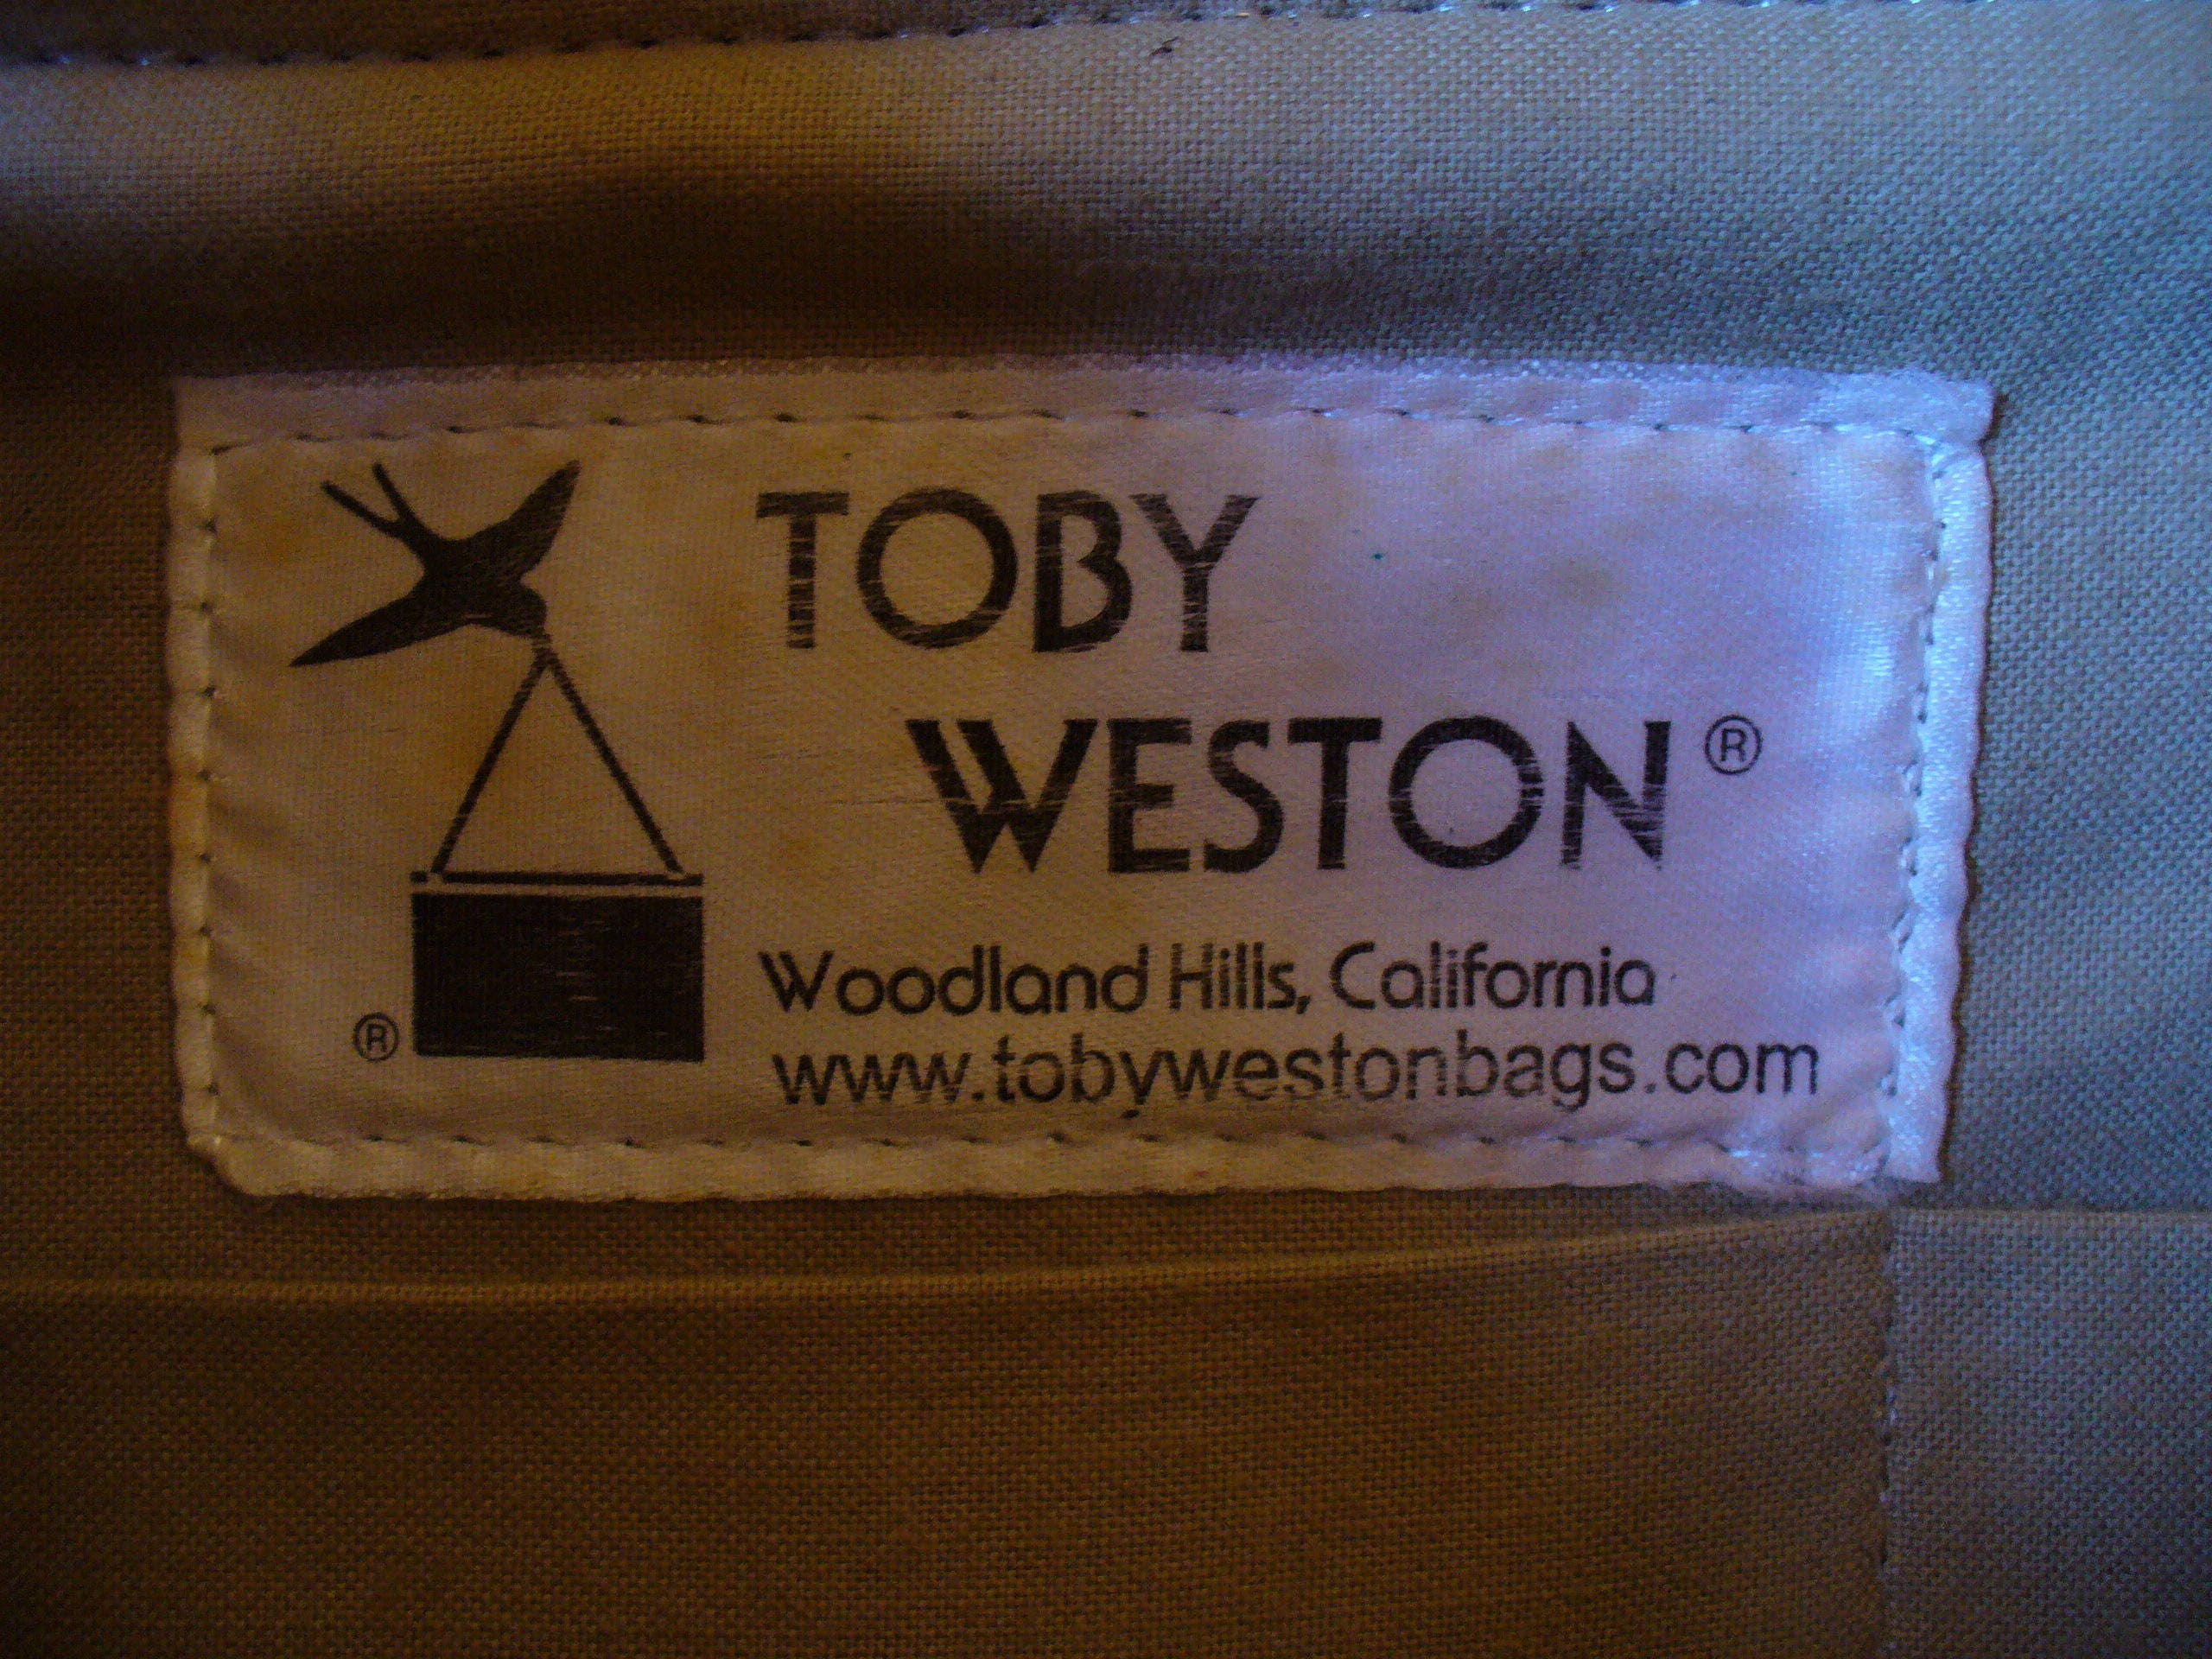 TOBY
WESTON ®
Woodland Hills, California
www.tobywestonbags.com
®